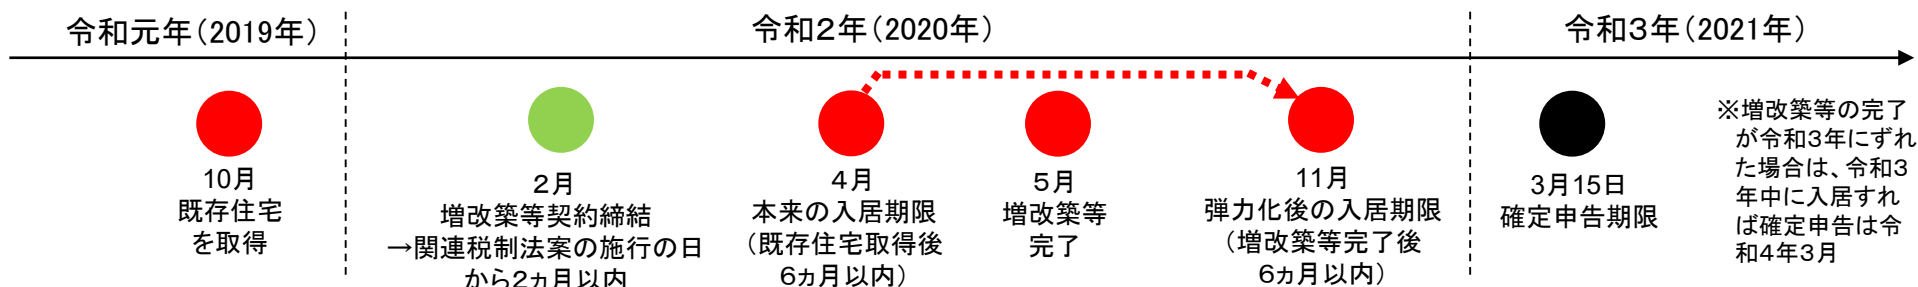 令和元年(2019年)
令和2年(2020年)
令和3年(2021年)
10月
既存住宅
を取得
2月
増改築等契約締結
→関連税制法案の施行の日
から2ヵ月以内
4月
本来の入居期限
(既存住宅取得後
6ヵ月以内)
5月
増改築等
完了
11月
弾力化後の入居期限
(増改築等完了後
6ヵ月以内)
3月15日
確定申告期限
※増改築等の完了
が令和3年にずれ
た場合は、令和3
年中に入居すれ
ば確定申告は令
和4年3月